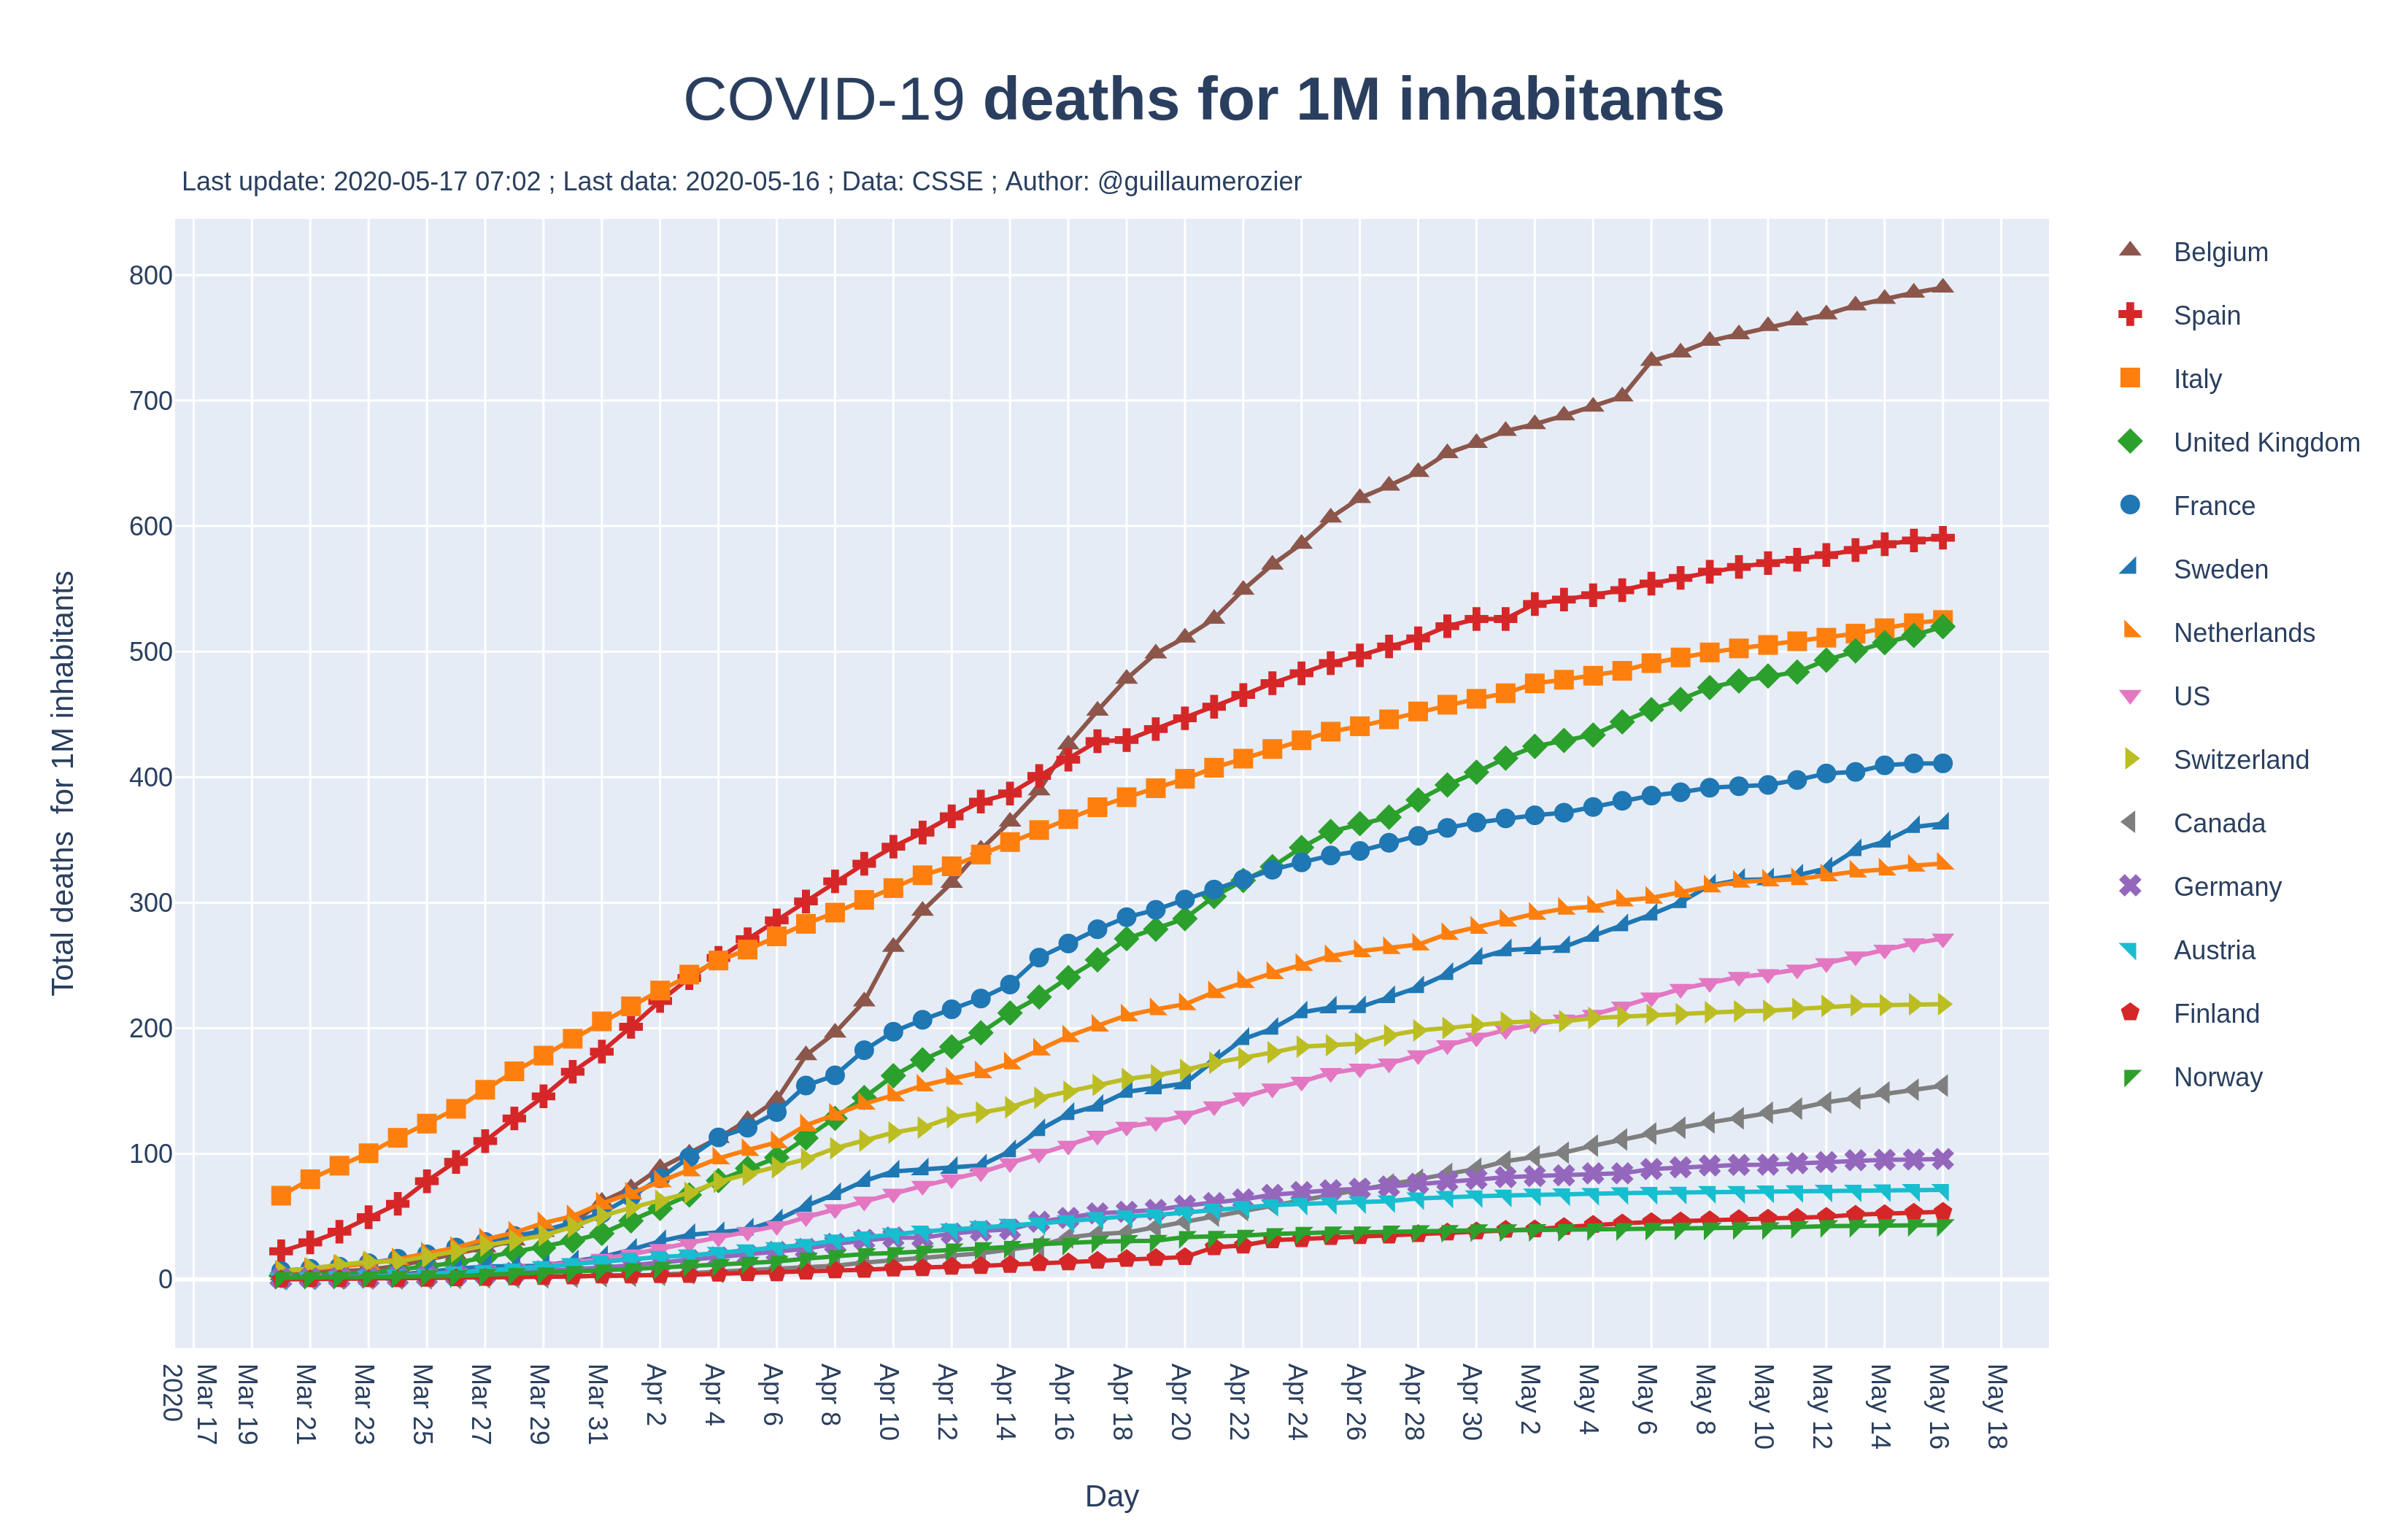 COVID-19 deaths for 1M inhabitants
Last update: 2020-05-17 07:02 ; Last data: 2020-05-16 ; Data: CSSE ; Author: @guillaumerozier
Total deaths for 1M inhabitants
800
700
600
500
400
300
200
100
0
Mar 17
2020
Mar 19
Mar 21
Mar 23
Mar 25
Mar 27
Mar 29
Mar 31
Apr 2
Apr 4
Apr 6
Apr 8
Apr 10
Apr 12
Apr 14
Apr 16
Apr 18
Apr 20
Apr 22
Apr 24
Apr 26
Apr 28
Apr 30
May 2
May 4
May 6
May 8
May 10
May 12
May 14
May 16
May 18
Day
Belgium
Spain
Italy
United Kingdom
France
Sweden
Netherlands
US
Switzerland
Canada
Germany
Austria
Finland
Norway